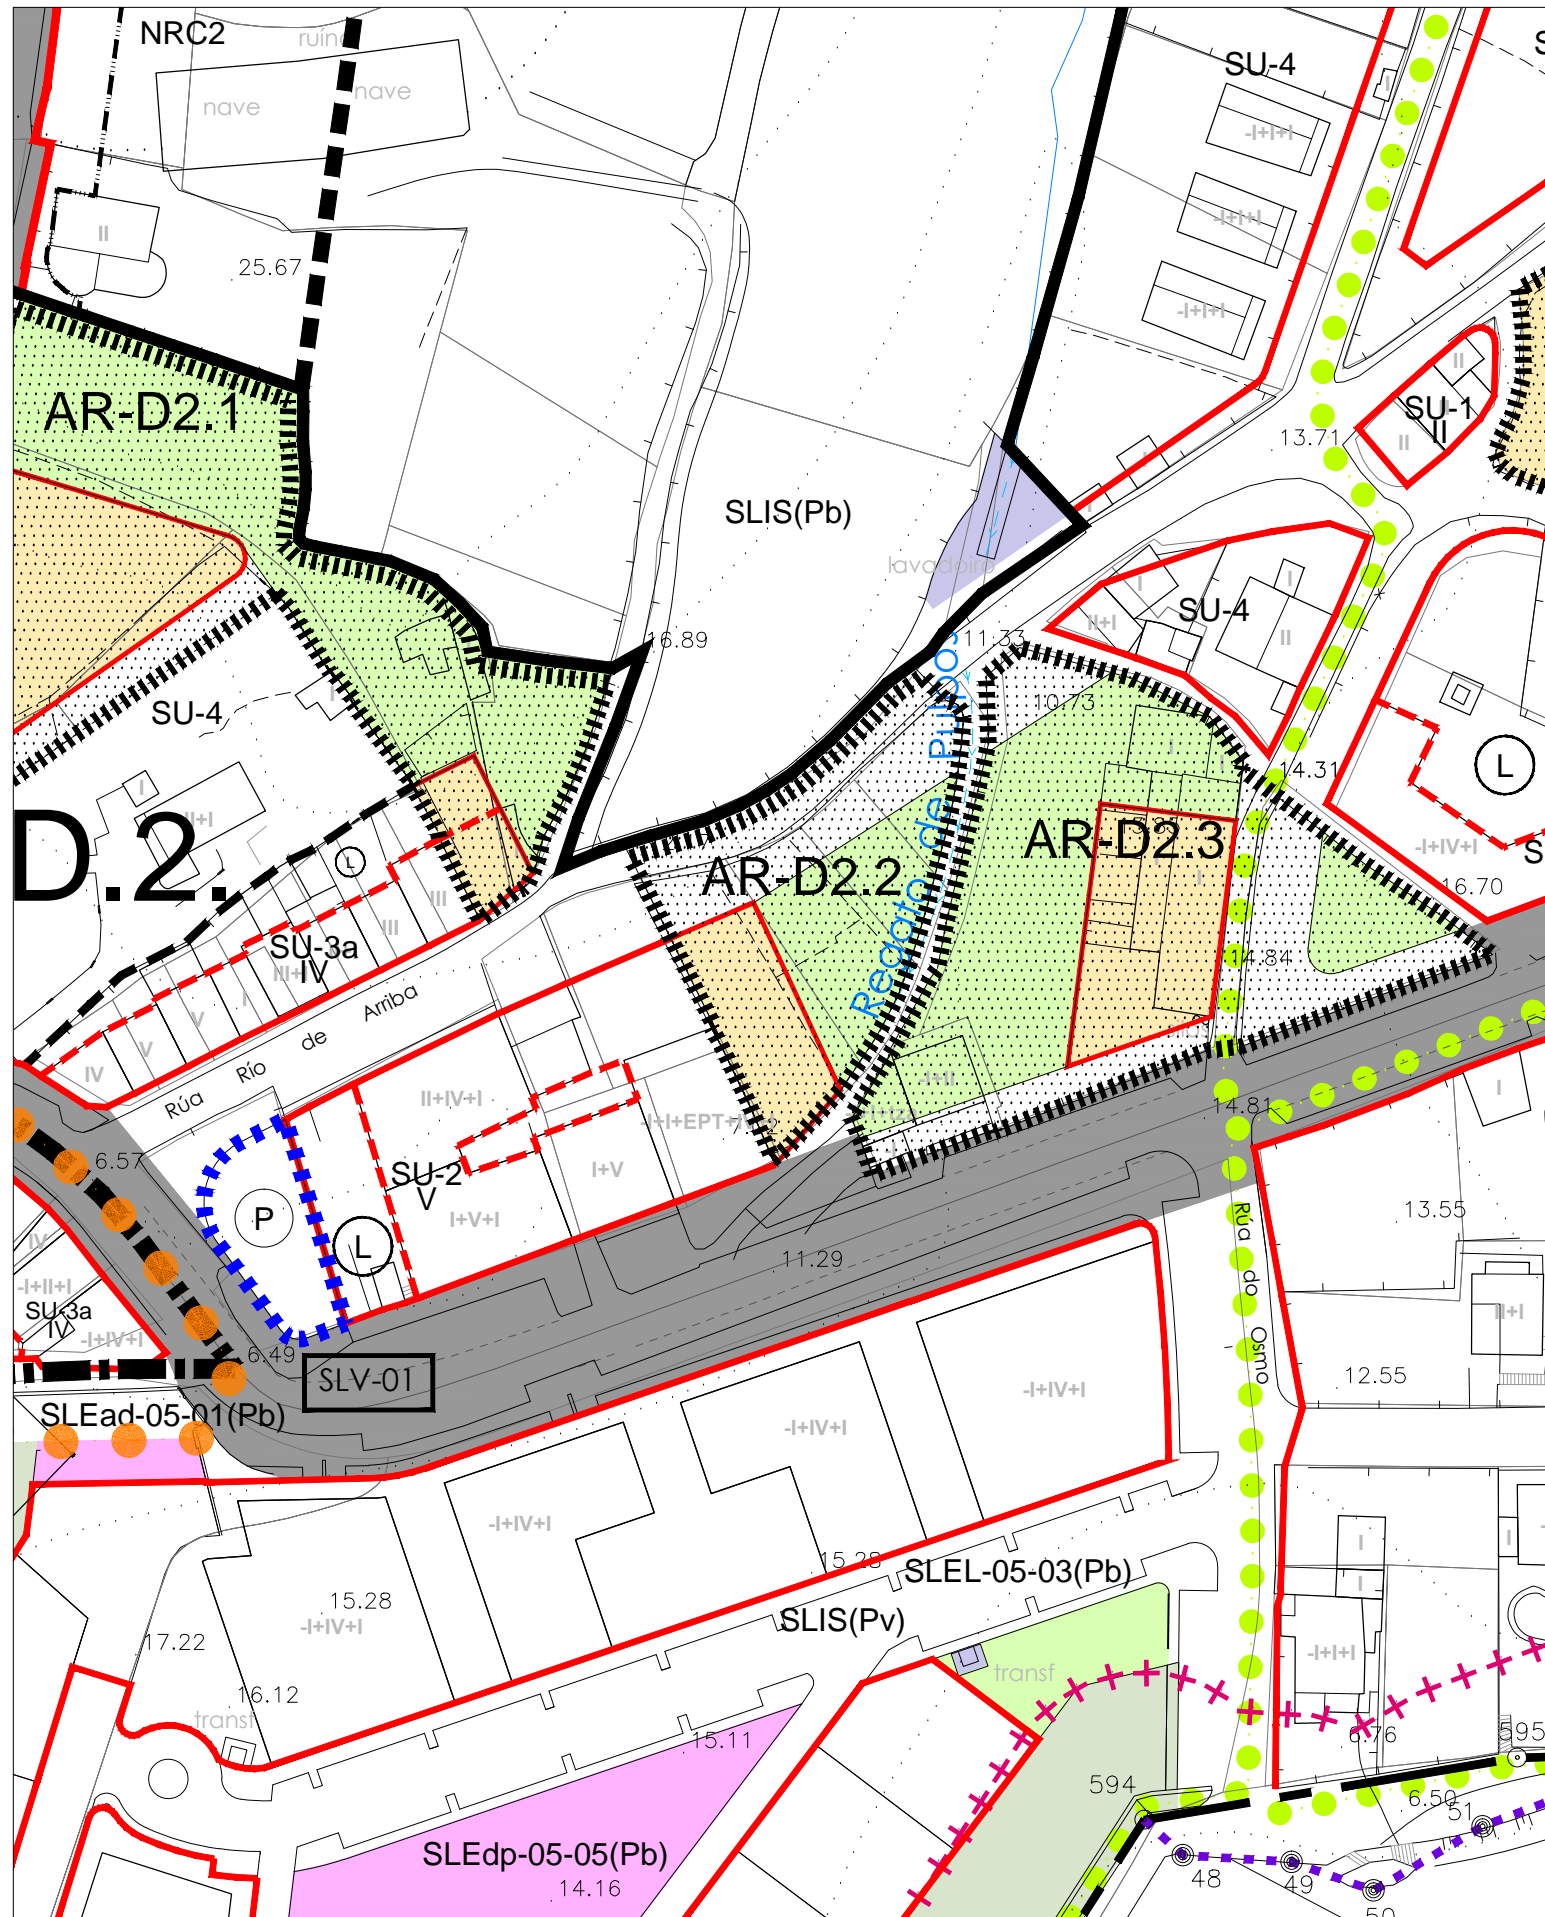 NRC2
nave
nave
SU-4
-I+I+I
I
II
25.67
-I+I+I
-I+I+I
AR-D2.1
II
SU-1
II
II
13.71
SLIS(Pb)
lavadoiro
I
II+I
SU-4
I
II
16.89
11.33
10.73
SU-4
I
I
Regato de Pulpos
14.31
L
I
II+I
D.2.
AR-D2.2
AR-D2.3
I
-I+IV+I
16.70
L
III
III
SU-3a
IV
I
V
V
IV
14.84
Rúa Río de Arriba
II+IV+I
-I+II
I+V
SU-2
V
I+V+I
14.81
I
6.57
P
L
11.29
13.55
Rúa do Osmo
IV
-I+II+I
SU-3a
IV
-I+IV+I
6.49
SLV-01
II+I
12.55
-I+IV+I
SLEad-05-01(Pb)
-I+IV+I
-I+IV+I
15.28
SLEL-05-03(Pb)
I
I
I
15.28
-I+IV+I
SLIS(Pv)
17.22
transf
-I+I+I
16.12
transf
15.11
6.76
595
594
6.50
51
SLEdp-05-05(Pb)
14.16
48
49
50